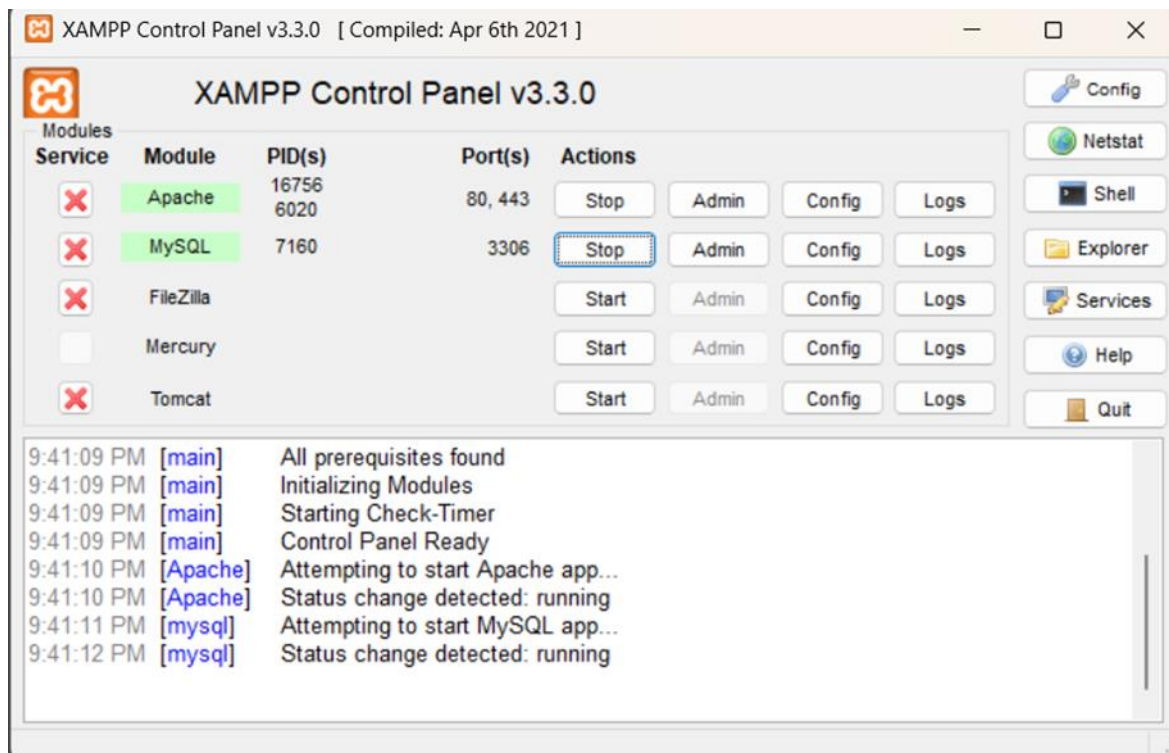 XAMPP Control Panel v3.3.0 [ Compiled: Apr 6th 2021 ]
XAMPP Control Panel v3.3.0
Config
Modules
Netstat
Service Module PID(s) Port(s) Actions
Apache 16756 6020 80, 443 Stop Admin Config Logs
Shell
MySQL 7160 3306 Stop Admin Config Logs
Explorer
FileZilla Start Admin Config Logs
Services
Mercury Start Admin Config Logs
Help
Tomcat Start Admin Config Logs
Quit
9:41:09 PM [main] All prerequisites found
9:41:09 PM [main] Initializing Modules
9:41:09 PM [main] Starting Check-Timer
9:41:09 PM [main] Control Panel Ready
9:41:10 PM [Apache] Attempting to start Apache app...
9:41:10 PM [Apache] Status change detected: running
9:41:11 PM [mysql] Attempting to start MySQL app...
9:41:12 PM [mysql] Status change detected: running